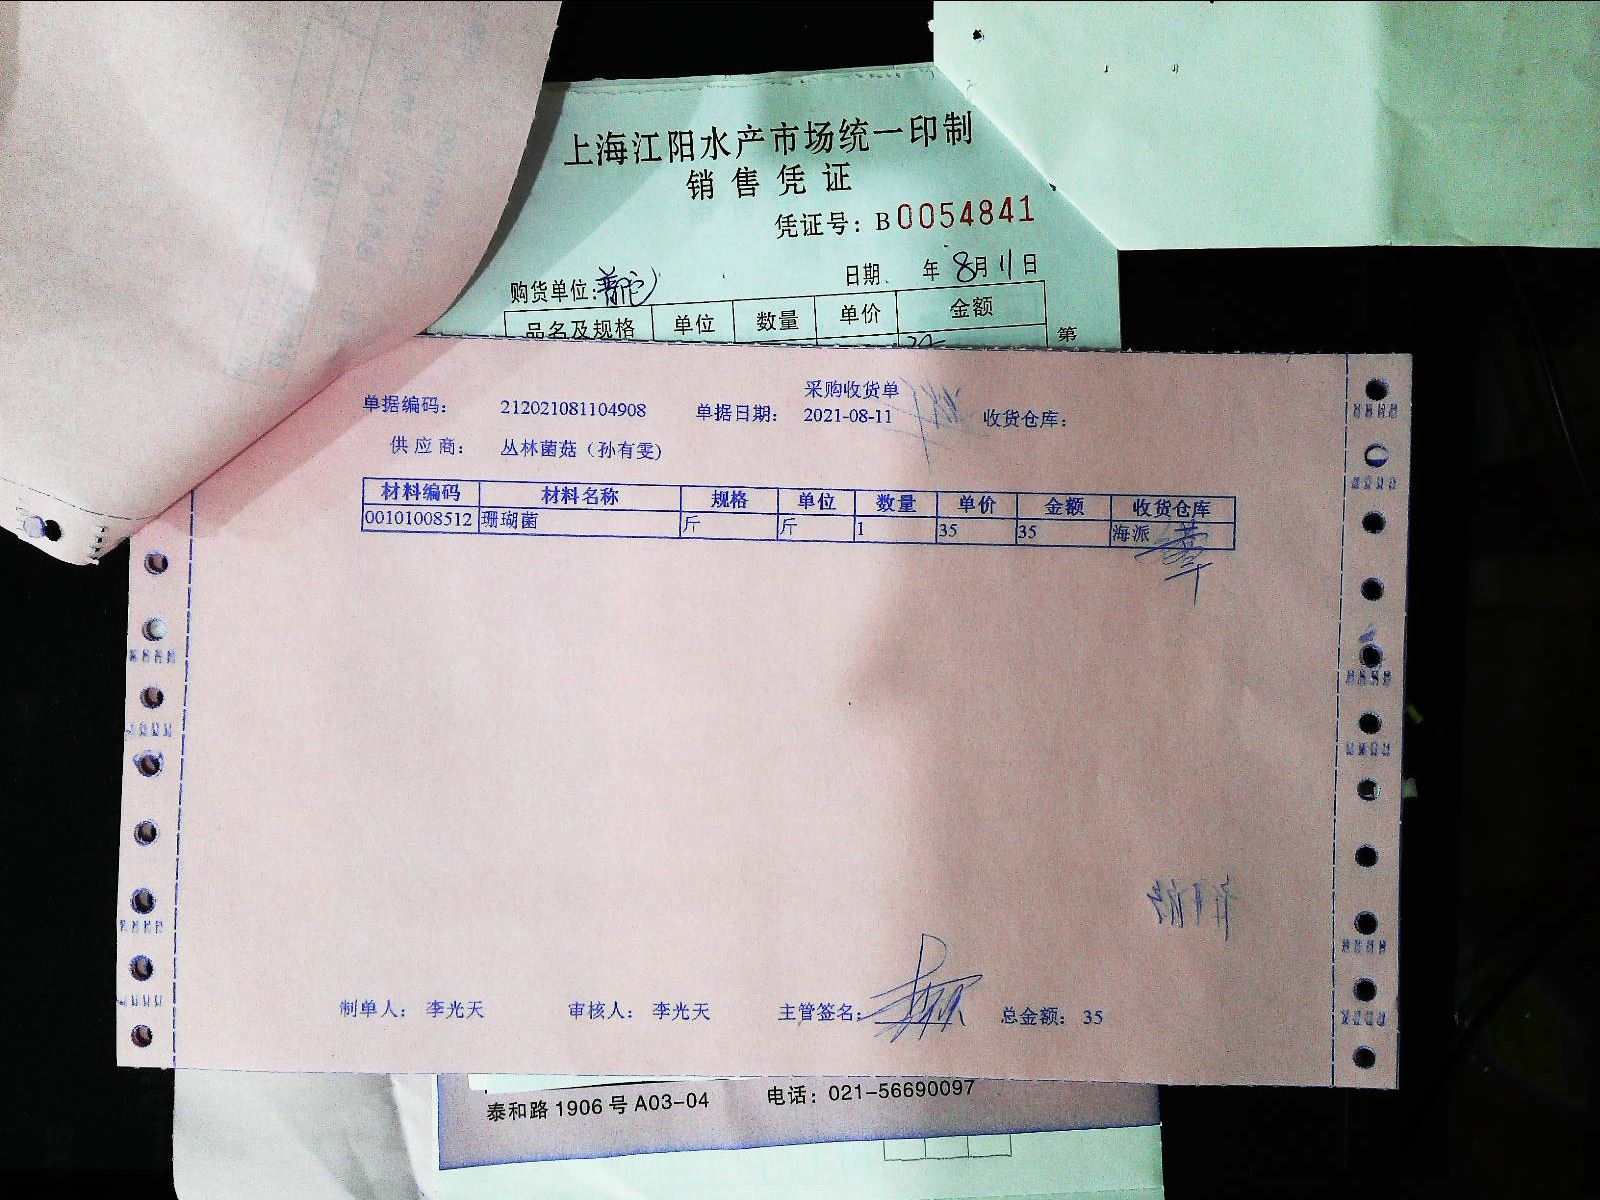 上海江阳水产市场统一印制
销售凭证
凭证号：B0054841
购货单位：普陀 日期 年8月11日
品名及规格 单位 数量 单价 金额
第
采购收货单
单据编码： 212021081104908 单据日期： 2021-08-11 收货仓库：
供应商： 丛林菌菇（孙有雯）
材料编码 材料名称 规格 单位 数量 单价 金额 收货仓库
00101008512 珊瑚菌 斤 斤 1 35 35 海派
制单人： 李光天 审核人： 李光天 主管签名： 总金额： 35
泰和路1906号A03-04 电话：021-56690097